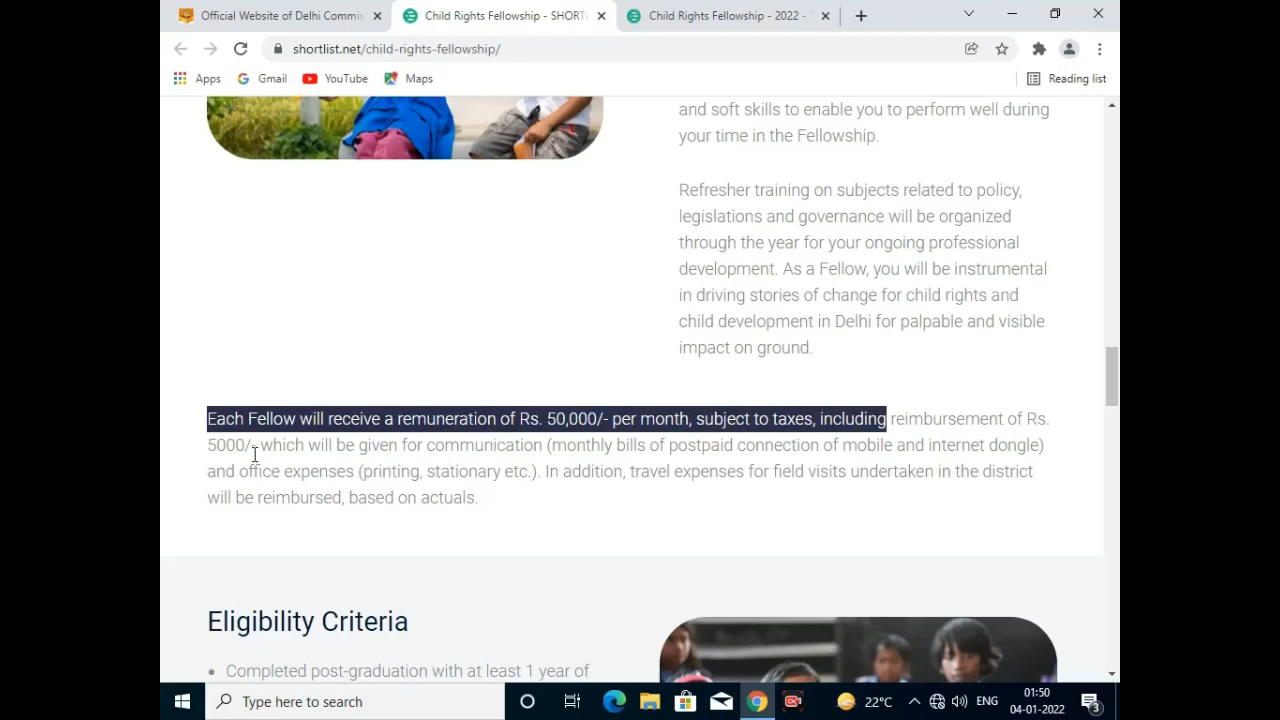 Official Website of Delhi Commis
Child Rights Fellowship - SHORTL
Child Rights Fellowship - 2022 - T
shortlist.net/child-rights-fellowship/
Apps
Gmail
YouTube
Maps
Reading list
and soft skills to enable you to perform well during
your time in the Fellowship.
Refresher training on subjects related to policy,
legislations and governance will be organized
through the year for your ongoing professional
development. As a Fellow, you will be instrumental
in driving stories of change for child rights and
child development in Delhi for palpable and visible
impact on ground.
Each Fellow will receive a remuneration of Rs. 50,000/- per month, subject to taxes, including reimbursement of Rs.
5000/- which will be given for communication (monthly bills of postpaid connection of mobile and internet dongle)
and office expenses (printing, stationary etc.). In addition, travel expenses for field visits undertaken in the district
will be reimbursed, based on actuals.
Eligibility Criteria
• Completed post-graduation with at least 1 year of
Type here to search
22°C
ENG
01:50
04-01-2022
3